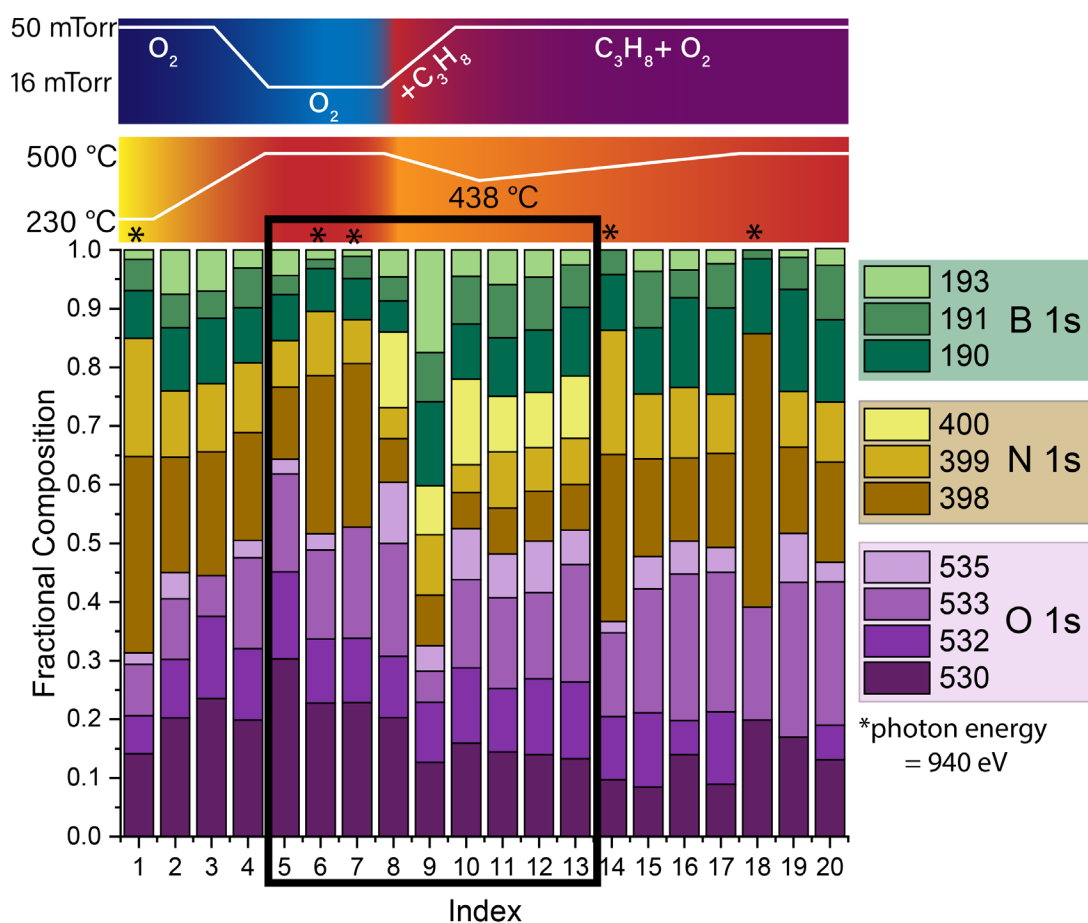 50 mTorr
O₂
C₃H₈ + O₂
+C₃H₈
16 mTorr
O₂
500 °C
438 °C
230 °C
* * * * *
1.0
0.9
0.8
0.7
0.6
0.5
0.4
0.3
0.2
0.1
0.0
Fractional Composition
1 2 3 4 5 6 7 8 9 10 11 12 13 14 15 16 17 18 19 20
Index
193
191 B 1s
190
400
399 N 1s
398
535
533 O 1s
532
530
*photon energy
= 940 eV